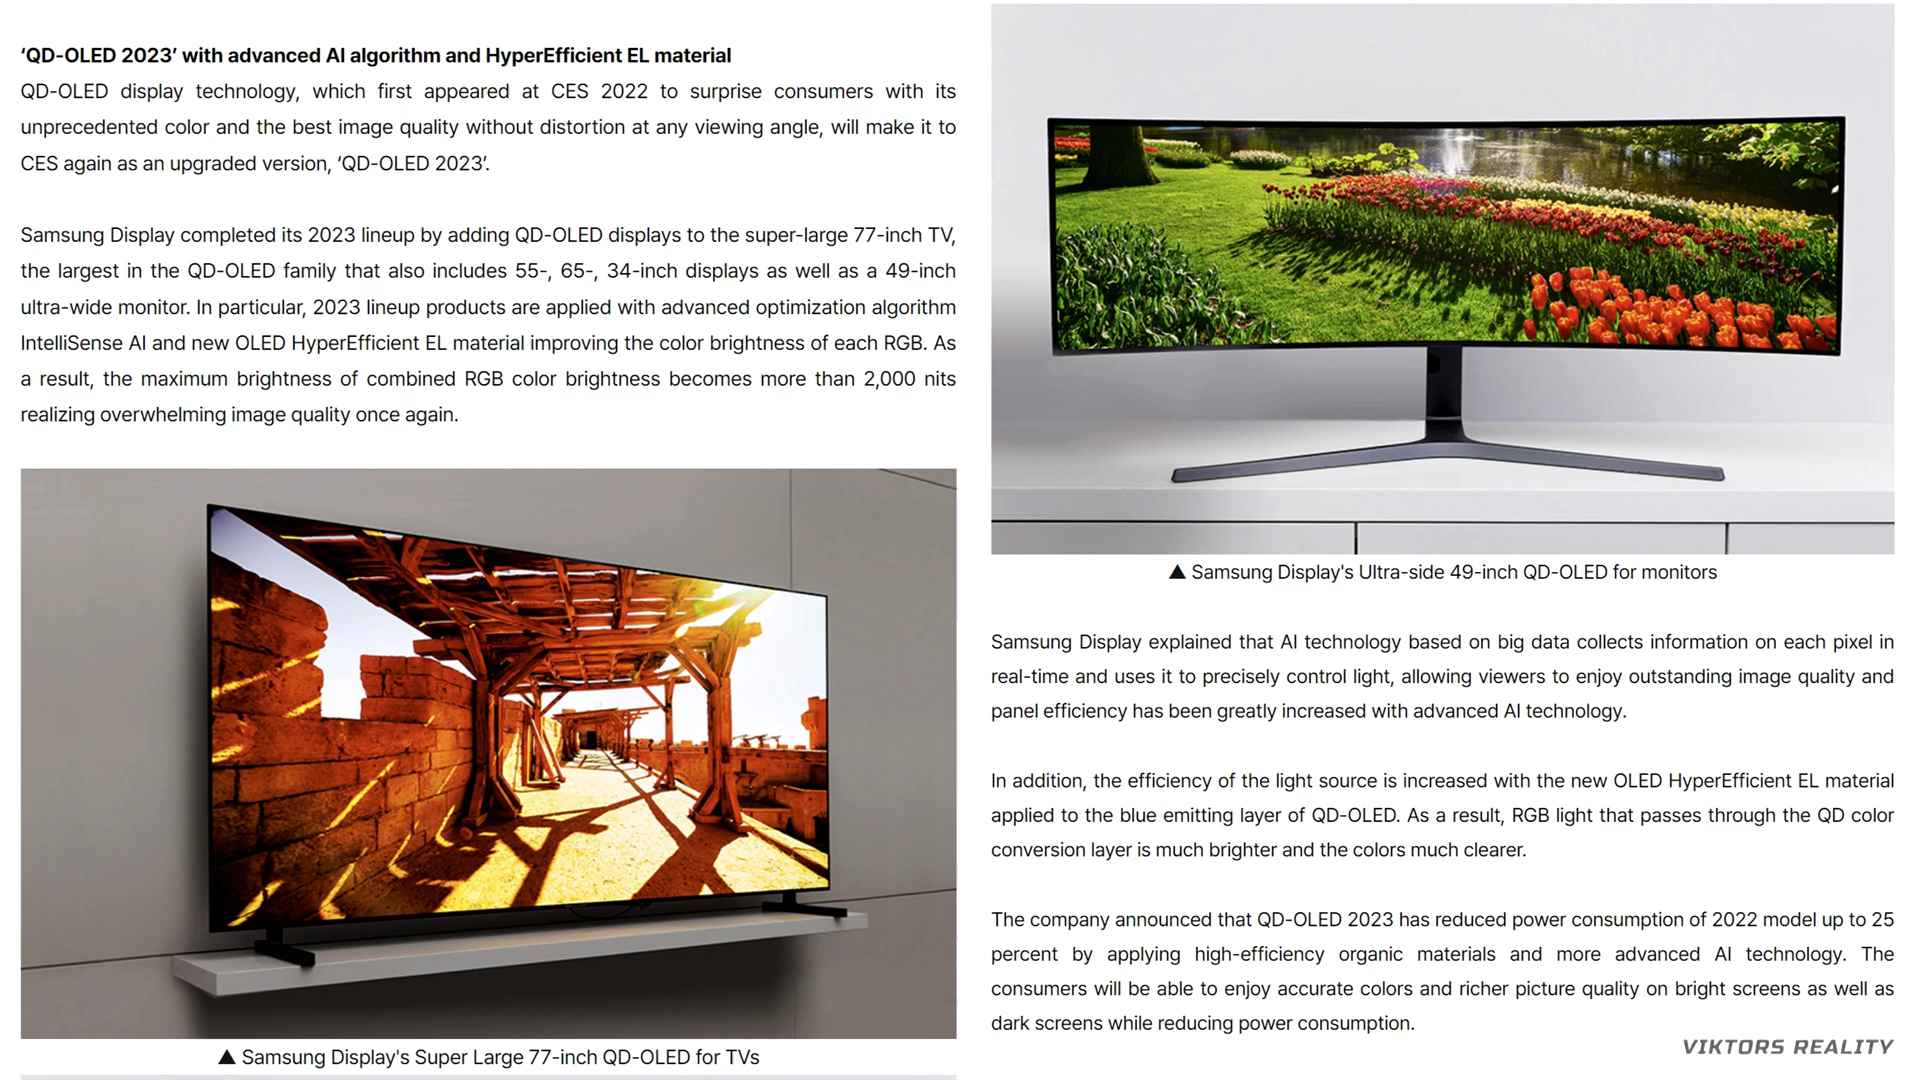 ‘QD-OLED 2023’ with advanced AI algorithm and HyperEfficient EL material
QD-OLED display technology, which first appeared at CES 2022 to surprise consumers with its
unprecedented color and the best image quality without distortion at any viewing angle, will make it to
CES again as an upgraded version, ‘QD-OLED 2023’.
Samsung Display completed its 2023 lineup by adding QD-OLED displays to the super-large 77-inch TV,
the largest in the QD-OLED family that also includes 55-, 65-, 34-inch displays as well as a 49-inch
ultra-wide monitor. In particular, 2023 lineup products are applied with advanced optimization algorithm
IntelliSense AI and new OLED HyperEfficient EL material improving the color brightness of each RGB. As
a result, the maximum brightness of combined RGB color brightness becomes more than 2,000 nits
realizing overwhelming image quality once again.
▲ Samsung Display's Super Large 77-inch QD-OLED for TVs
▲ Samsung Display's Ultra-side 49-inch QD-OLED for monitors
Samsung Display explained that AI technology based on big data collects information on each pixel in
real-time and uses it to precisely control light, allowing viewers to enjoy outstanding image quality and
panel efficiency has been greatly increased with advanced AI technology.
In addition, the efficiency of the light source is increased with the new OLED HyperEfficient EL material
applied to the blue emitting layer of QD-OLED. As a result, RGB light that passes through the QD color
conversion layer is much brighter and the colors much clearer.
The company announced that QD-OLED 2023 has reduced power consumption of 2022 model up to 25
percent by applying high-efficiency organic materials and more advanced AI technology. The
consumers will be able to enjoy accurate colors and richer picture quality on bright screens as well as
dark screens while reducing power consumption.
VIKTORS REALITY